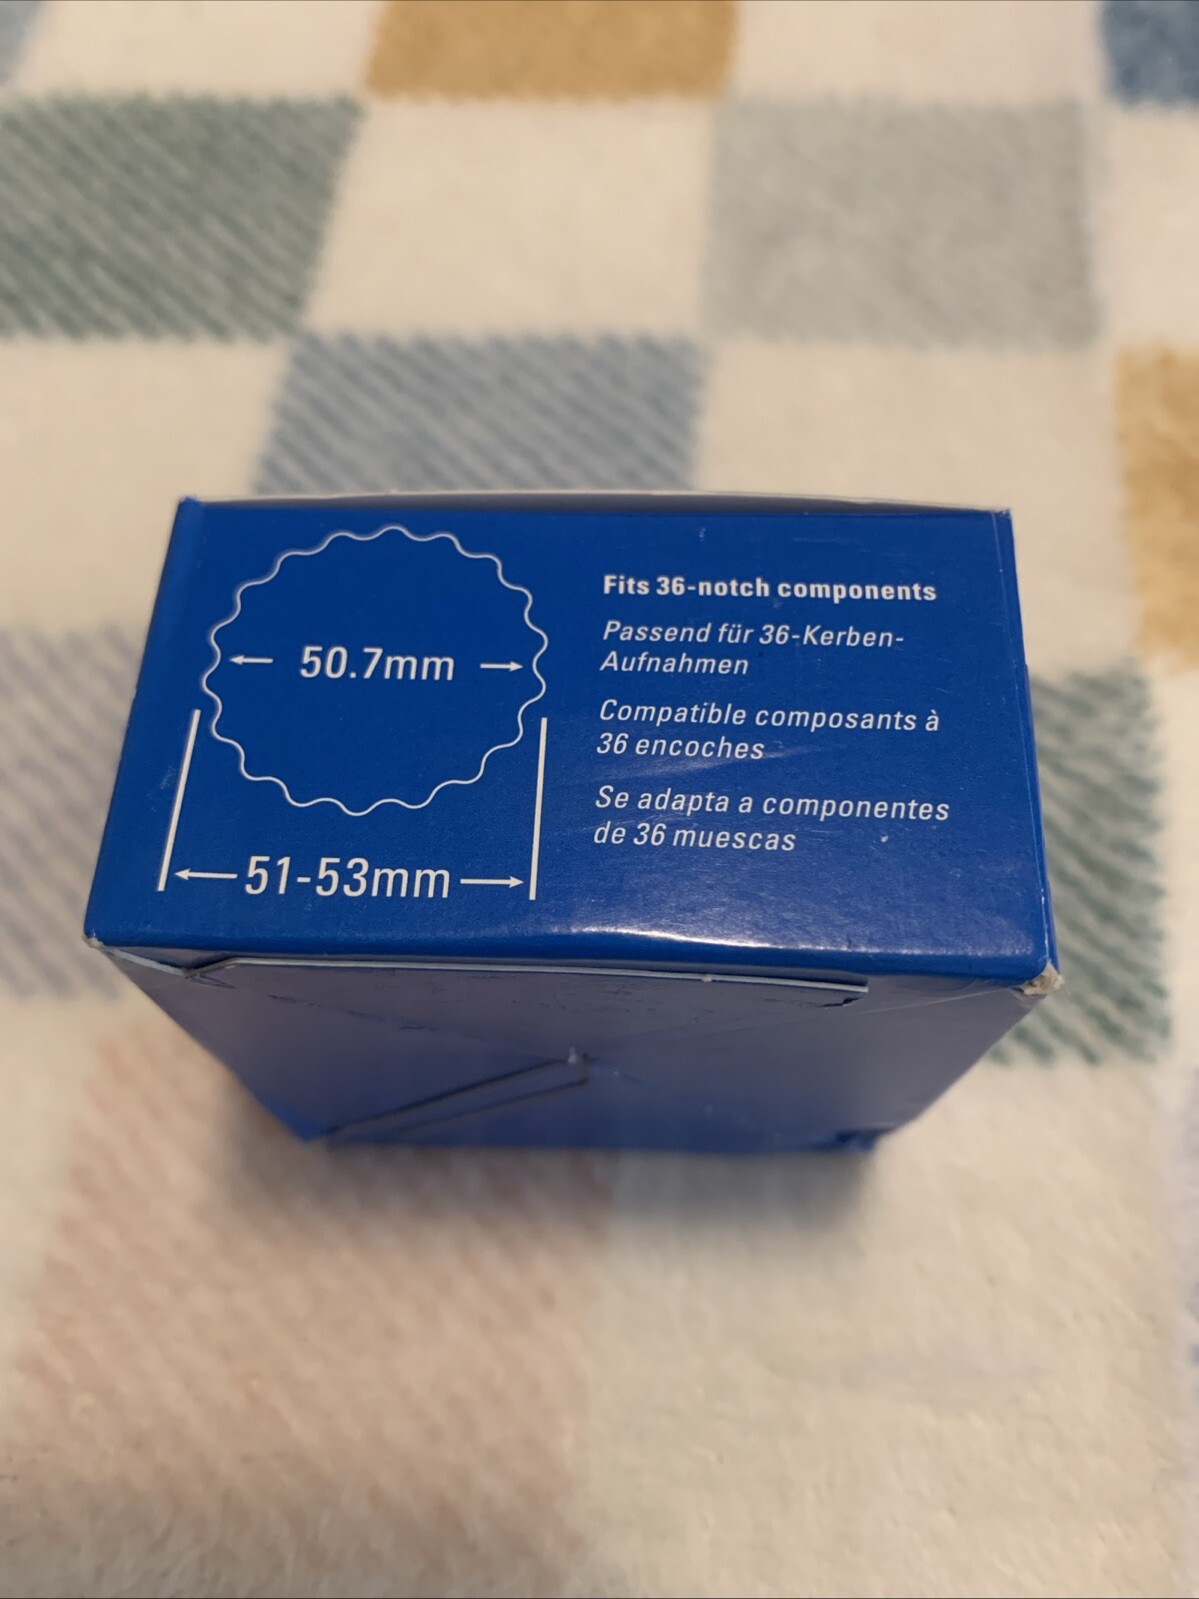 50.7mm
51-53mm
Fits 36-notch components
Passend für 36-Kerben-
Aufnahmen
Compatible composants à
36 encoches
Se adapta a componentes
de 36 muescas